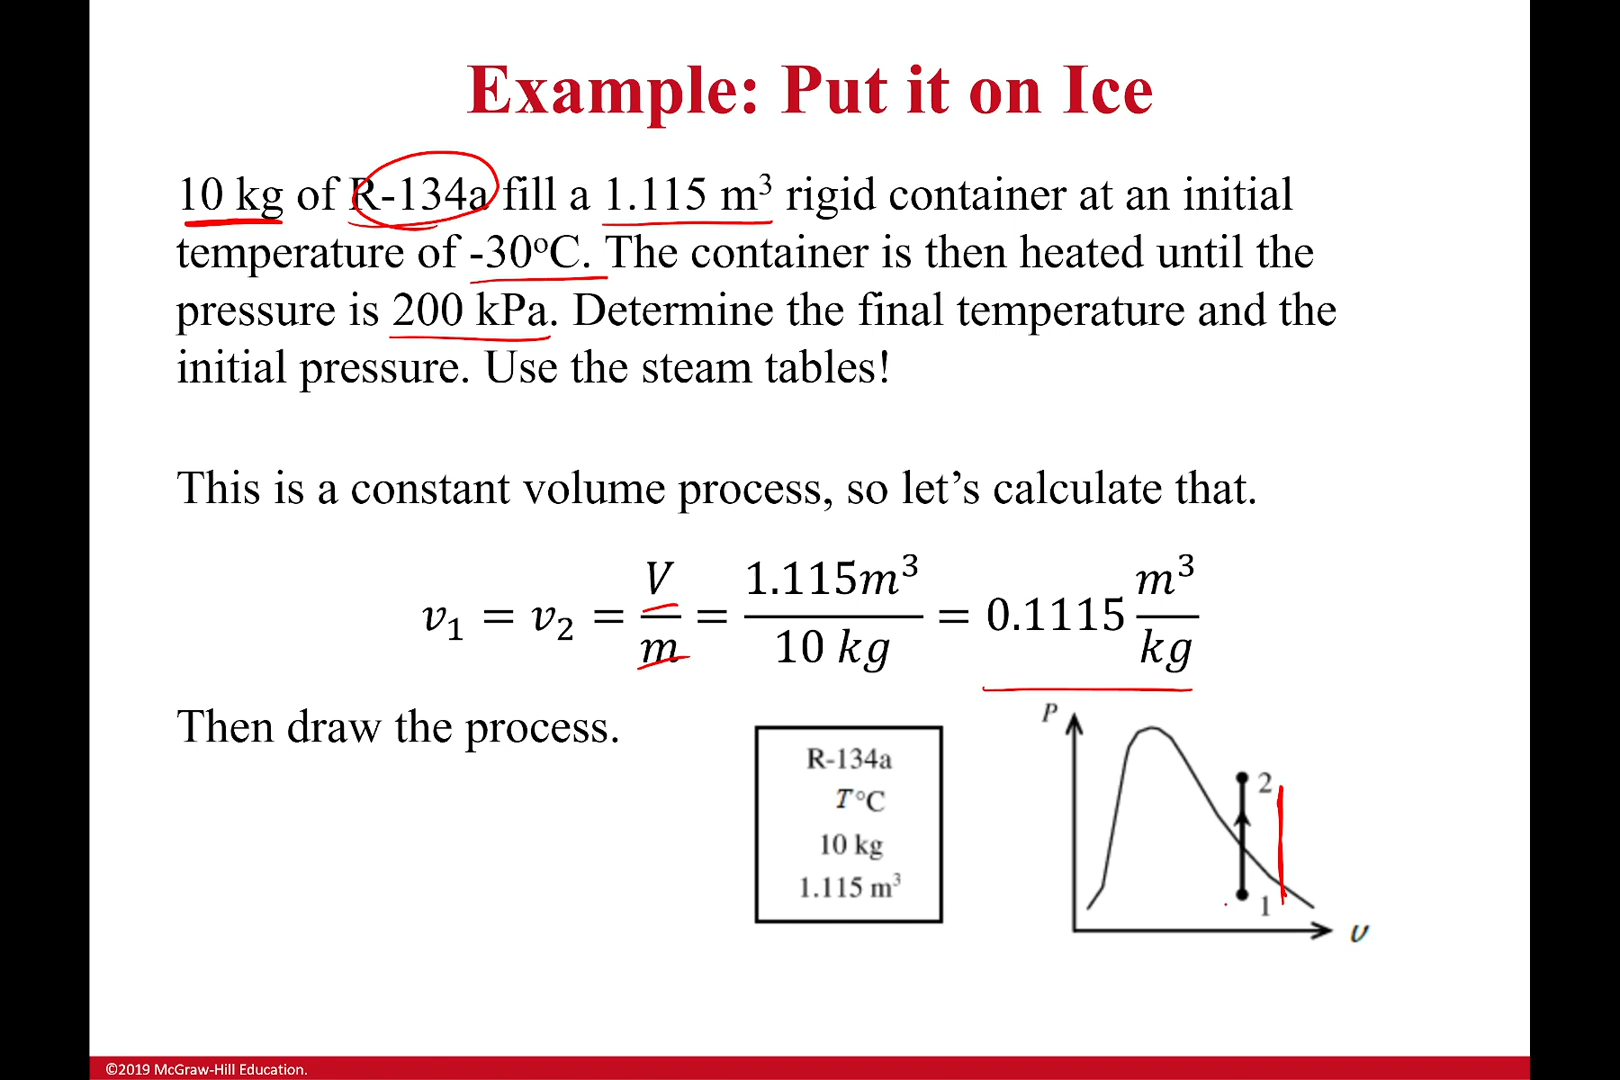 Example: Put it on Ice
10 kg of R-134a fill a 1.115 m³ rigid container at an initial
temperature of -30°C. The container is then heated until the
pressure is 200 kPa. Determine the final temperature and the
initial pressure. Use the steam tables!
This is a constant volume process, so let’s calculate that.
v₁ = v₂ = V/m = 1.115m³/10 kg = 0.1115 m³/kg
Then draw the process.
R-134a
T°C
10 kg
1.115 m³
P
2
1
υ
©2019 McGraw-Hill Education.